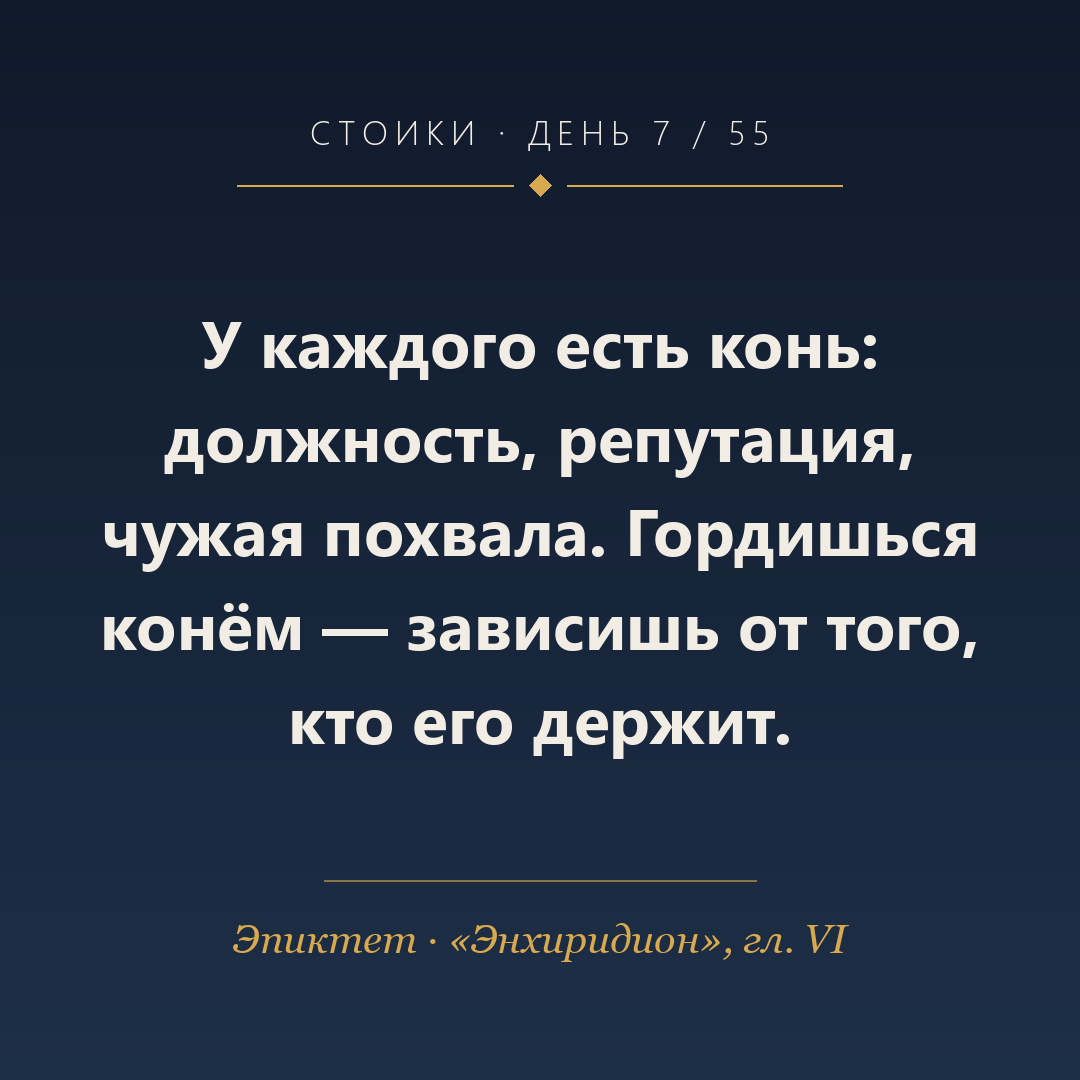 СТОИКИ · ДЕНЬ 7 / 55
У каждого есть конь:
должность, репутация,
чужая похвала. Гордишься
конём — зависишь от того,
кто его держит.
Эпиктет · «Энхиридион», гл. VI